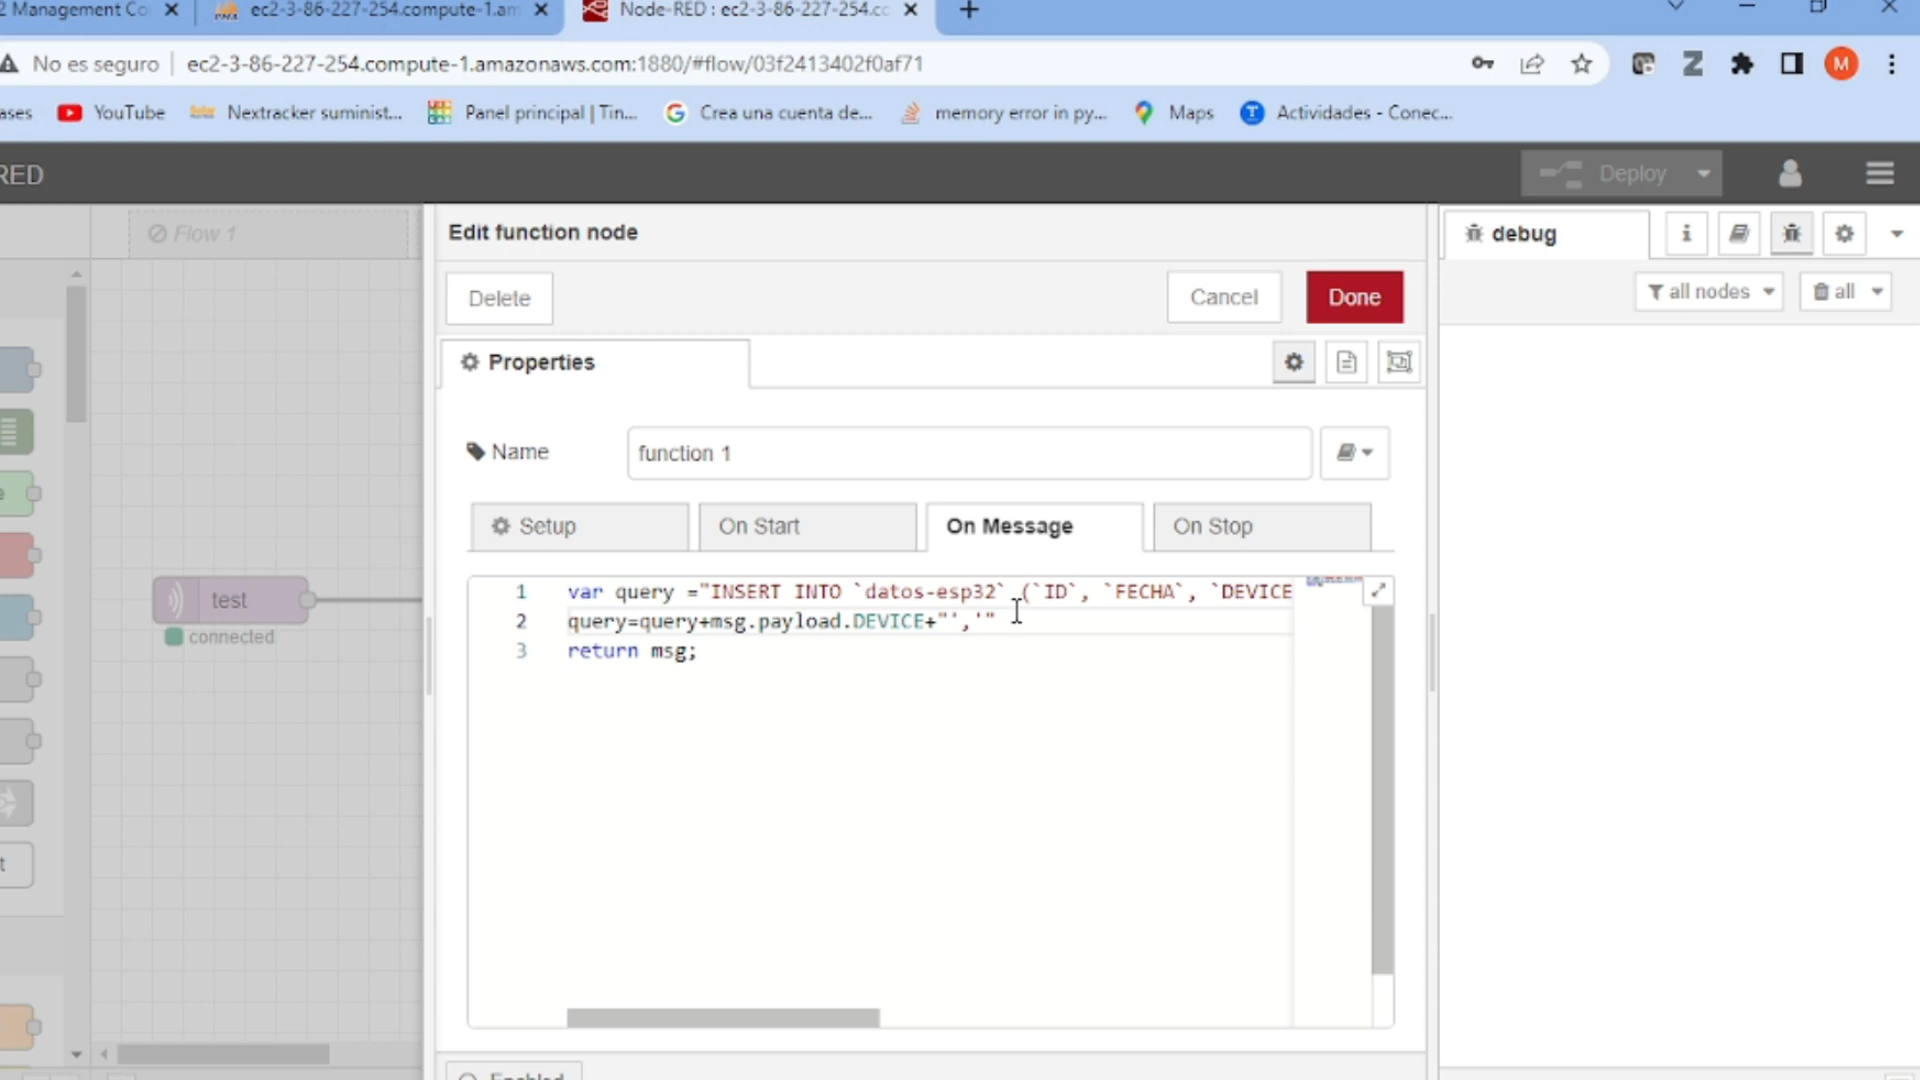 2 Management Co
ec2-3-86-227-254.compute-1.am
Node-RED : ec2-3-86-227-254.cc
No es seguro
ec2-3-86-227-254.compute-1.amazonaws.com:1880/#flow/03f2413402f0af71
ases
YouTube
Nextracker suminist...
Panel principal | Tin...
Crea una cuenta de...
memory error in py...
Maps
Actividades - Conec...
M
RED
Deploy
Flow 1
Edit function node
debug
Delete
Cancel
Done
all nodes
all
Properties
Name
function 1
Setup
On Start
On Message
On Stop
1 var query ="INSERT INTO `datos-esp32` (`ID`, `FECHA`, `DEVICE
2 query=query+msg.payload.DEVICE+"','"
3 return msg;
test
connected
e
t
Enabled